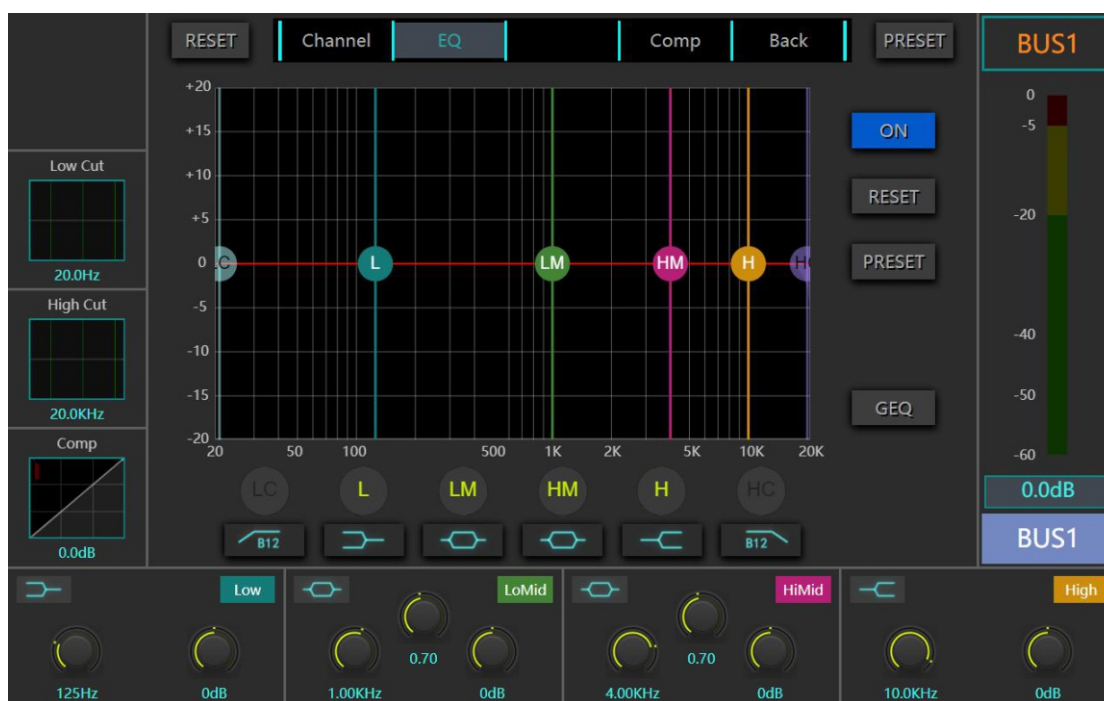 RESET
Channel
EQ
Comp
Back
PRESET
BUS1
Low Cut
20.0Hz
High Cut
20.0KHz
Comp
0.0dB
+20
+15
+10
+5
0
-5
-10
-15
-20
LC
L
LM
HM
H
HC
20
50
100
500
1K
2K
5K
10K
20K
LC
L
LM
HM
H
HC
B12
B12
ON
RESET
PRESET
GEQ
0
-5
-20
-40
-50
-60
0.0dB
BUS1
Low
125Hz
0dB
LoMid
0.70
1.00KHz
0dB
HiMid
0.70
4.00KHz
0dB
High
10.0KHz
0dB